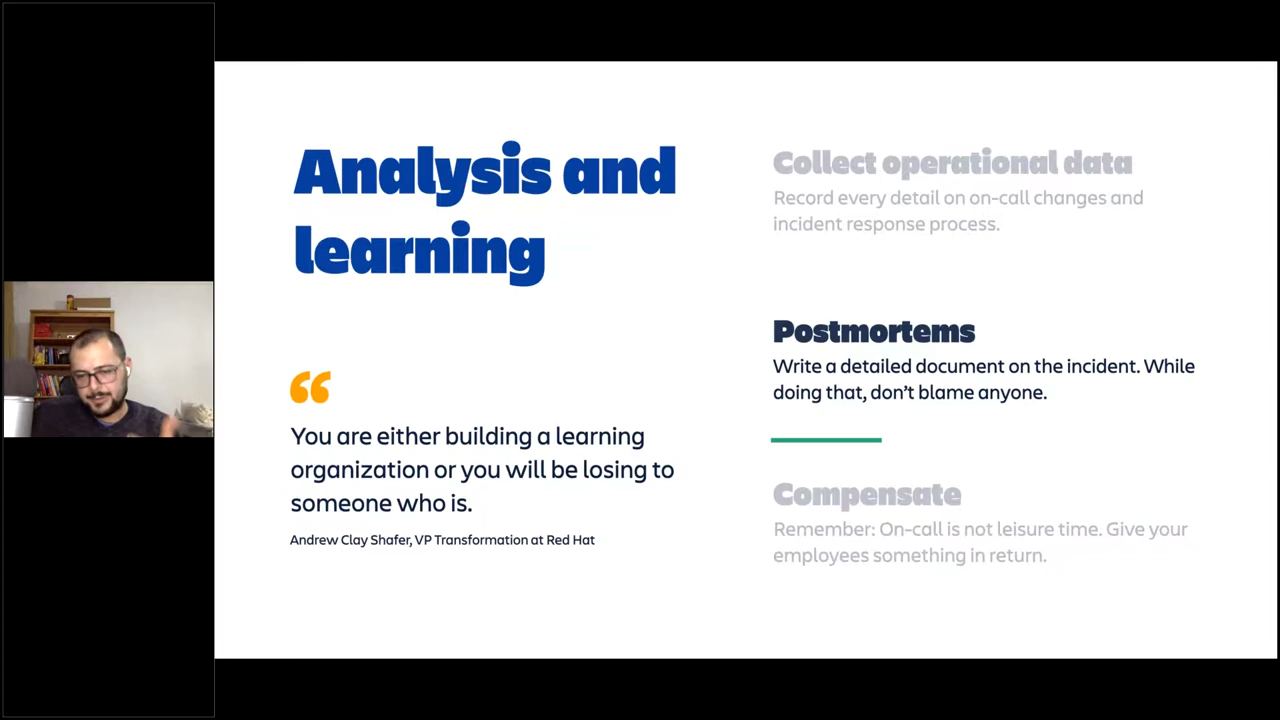 Analysis and
learning
“
You are either building a learning
organization or you will be losing to
someone who is.
Andrew Clay Shafer, VP Transformation at Red Hat
Collect operational data
Record every detail on on-call changes and
incident response process.
Postmortems
Write a detailed document on the incident. While
doing that, don’t blame anyone.
Compensate
Remember: On-call is not leisure time. Give your
employees something in return.